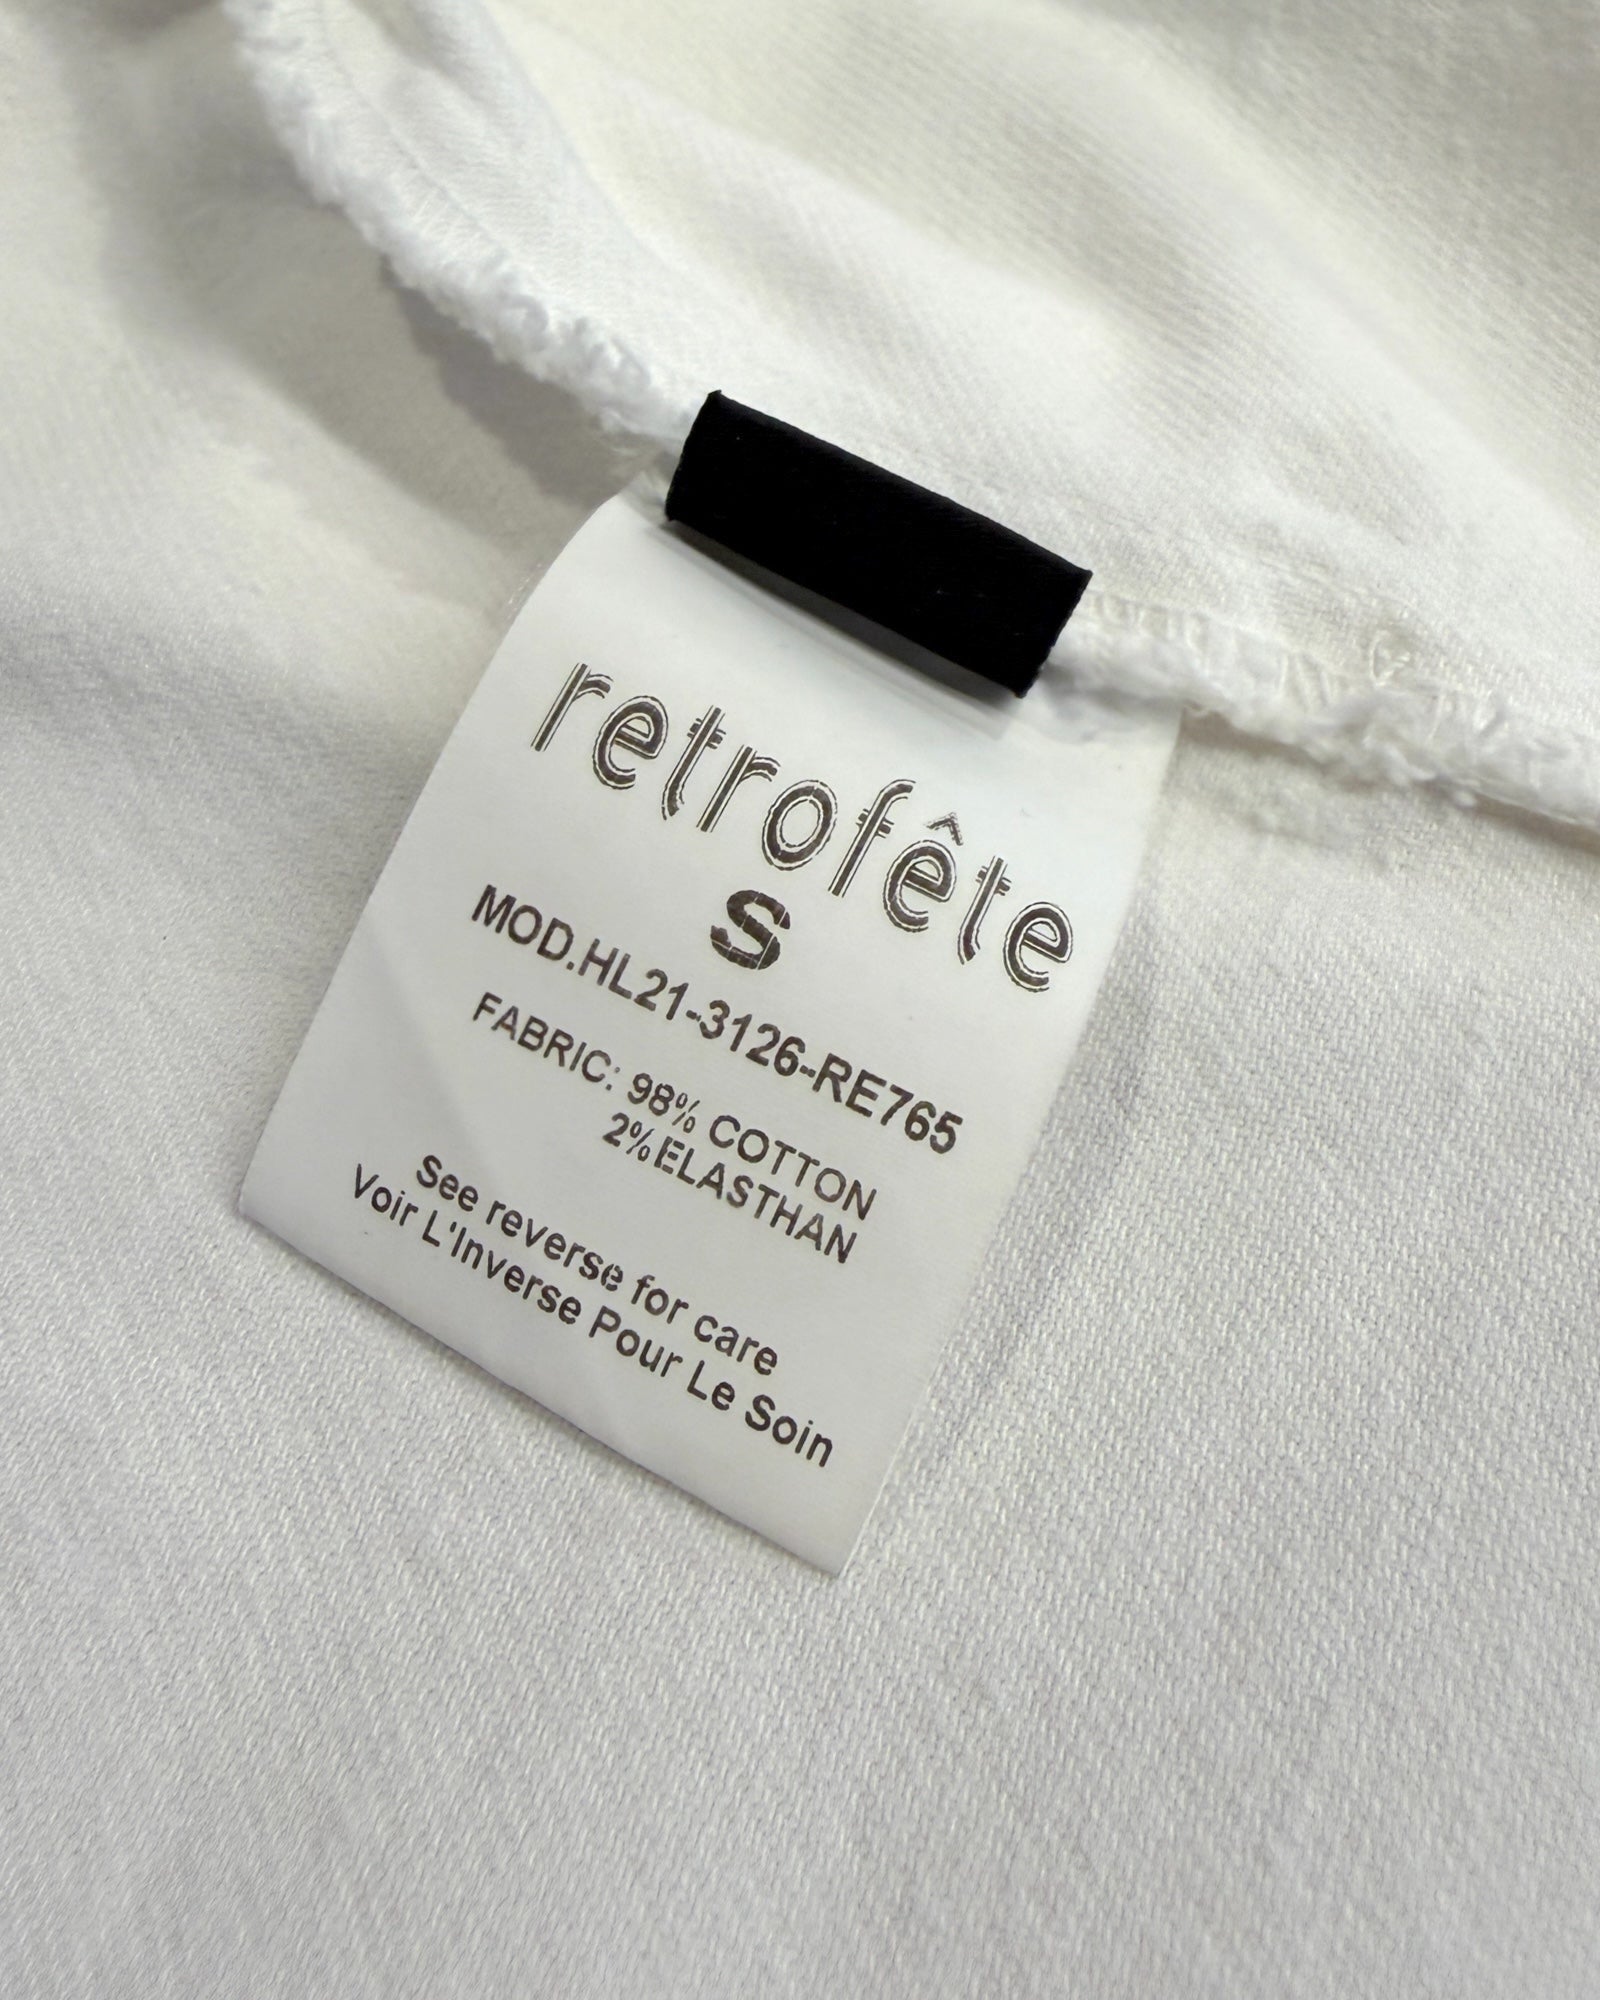 retrofête
S
MOD.HL21-3126-RE765
FABRIC: 98% COTTON
2%ELASTHAN
See reverse for care
Voir L'Inverse Pour Le Soin